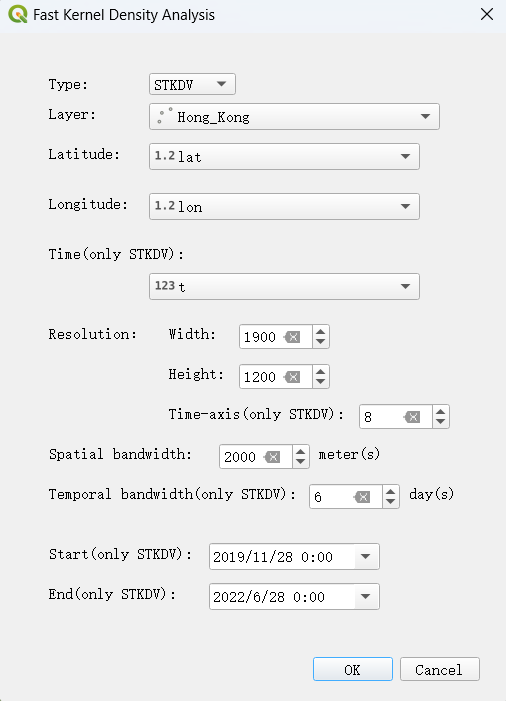 Fast Kernel Density Analysis
Type: STKDV
Layer: Hong_Kong
Latitude: 1.2 lat
Longitude: 1.2 lon
Time(only STKDV):
123 t
Resolution: Width: 1900
Height: 1200
Time-axis(only STKDV): 8
Spatial bandwidth: 2000 meter(s)
Temporal bandwidth(only STKDV): 6 day(s)
Start(only STKDV): 2019/11/28 0:00
End(only STKDV): 2022/6/28 0:00
OK Cancel